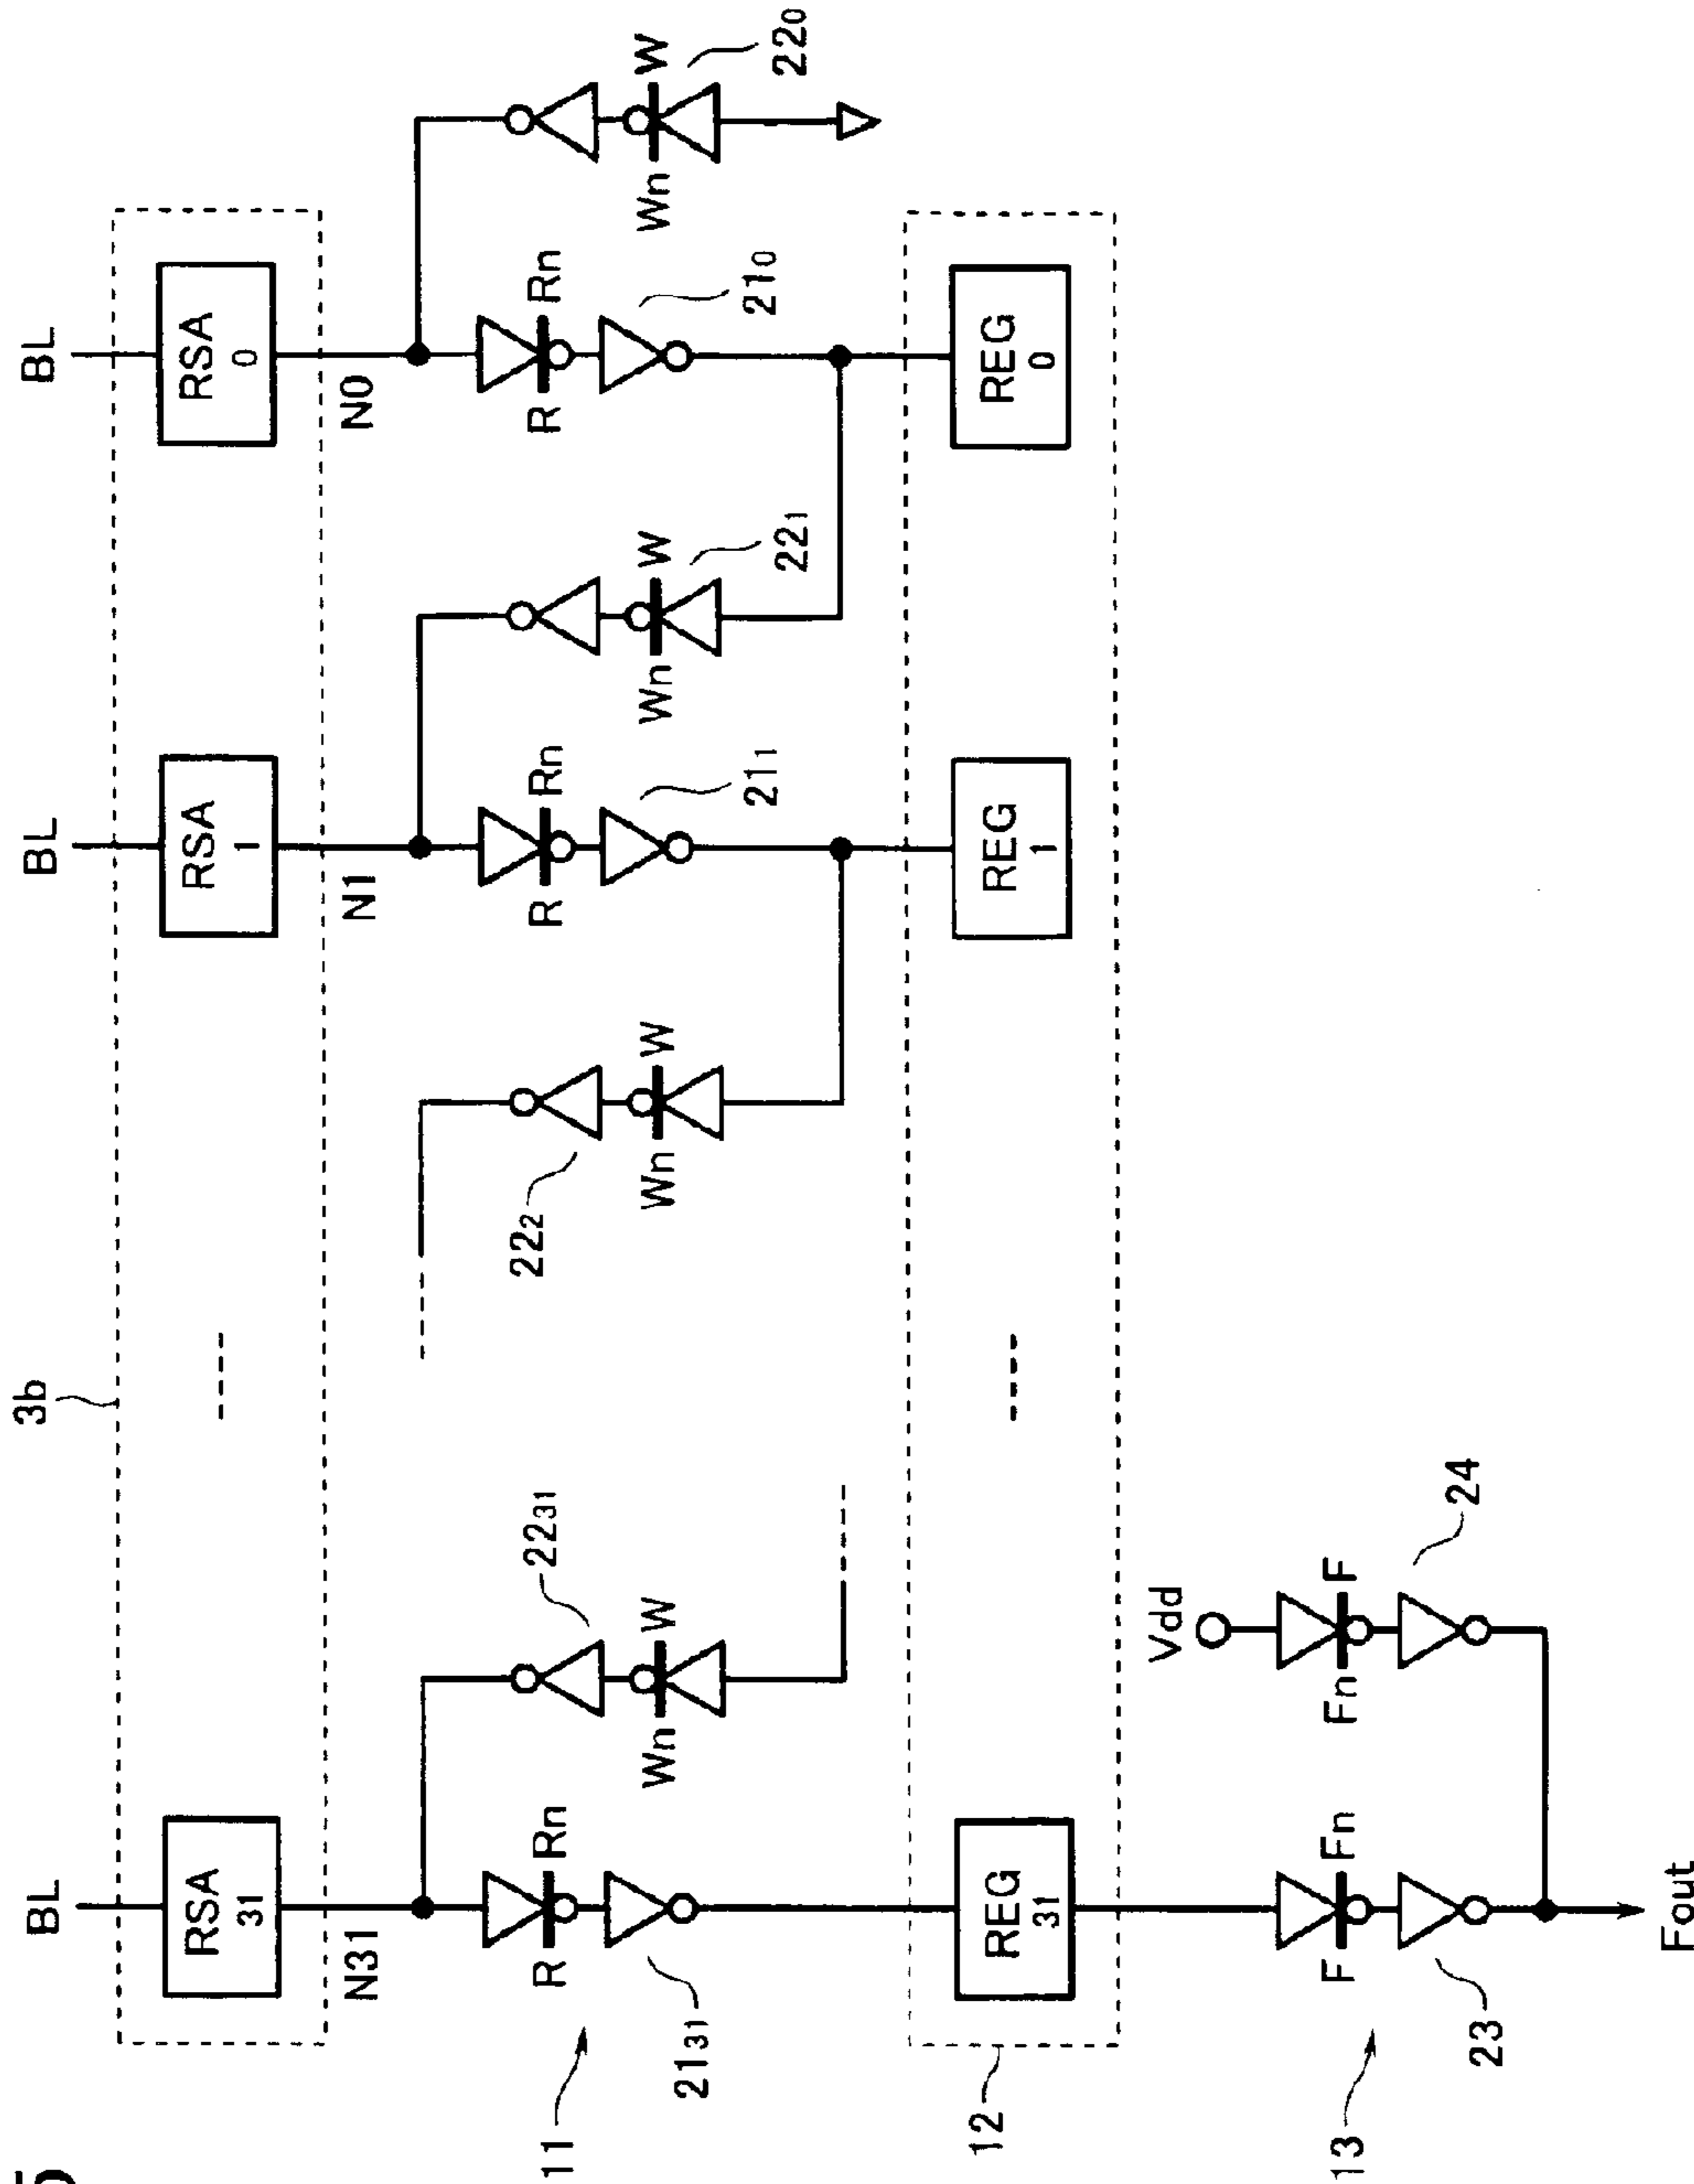 BL
BL
BL
3b
RSA
31
RSA
1
RSA
0
N31
N1
N0
22₃₁
22₂
R
Rn
Wn
W
Wn
W
R
Rn
Wn
W
R
Rn
Wn
W
11
21₃₁
21₁
22₁
21₀
22₀
12
REG
31
REG
1
REG
0
Vdd
13
F
Fn
Fn
F
23
24
Fout